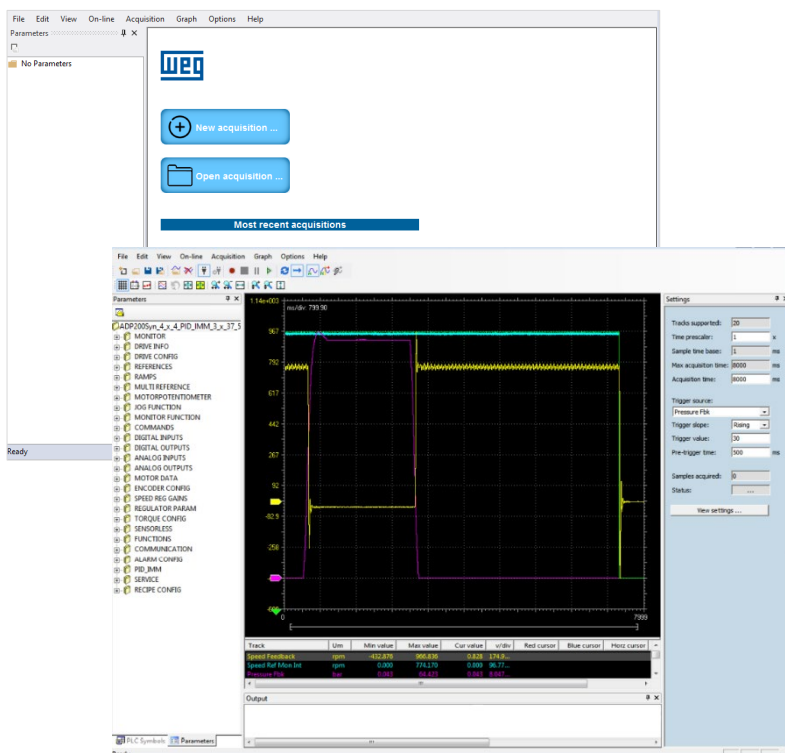 File Edit View On-line Acquisition Graph Options Help
Parameters
No Parameters
WEG
New acquisition ...
Open acquisition ...
Most recent acquisitions
Ready
File Edit View On-line Acquisition Graph Options Help
Parameters
ADP200Syn_4_x_4_PID_IMM_3_x_37_5
MONITOR
DRIVE INFO
DRIVE CONFIG
REFERENCES
RAMPS
MULTI REFERENCE
MOTORPOTENTIOMETER
JOG FUNCTION
MONITOR FUNCTION
COMMANDS
DIGITAL INPUTS
DIGITAL OUTPUTS
ANALOG INPUTS
ANALOG OUTPUTS
MOTOR DATA
ENCODER CONFIG
SPEED REG GAINS
REGULATOR PARAM
TORQUE CONFIG
SENSORLESS
FUNCTIONS
COMMUNICATION
ALARM CONFIG
PID_IMM
SERVICE
RECIPE CONFIG
PLC Symbols Parameters
1.14e+003
ms/div: 799.90
967
792
617
442
267
92
-82.9
-258
0 7999
Track Um Min value Max value Cur value v/div Red cursor Blue cursor Horz cursor
Speed Feedback rpm -432.876 966.836 0.828 174.9...
Speed Ref Mon Int rpm 0.000 774.170 0.809 96.77...
Pressure Fbk bar 0.043 64.423 0.043 8.047...
Output
Settings
Tracks supported: 20
Time prescaler: 1 x
Sample time base: 1 ms
Max acquisition time: 8000 ms
Acquisition time: 8000 ms
Trigger source:
Pressure Fbk
Trigger slope: Rising
Trigger value: 30
Pre-trigger time: 500 ms
Samples acquired: 0
Status: ...
View settings ...